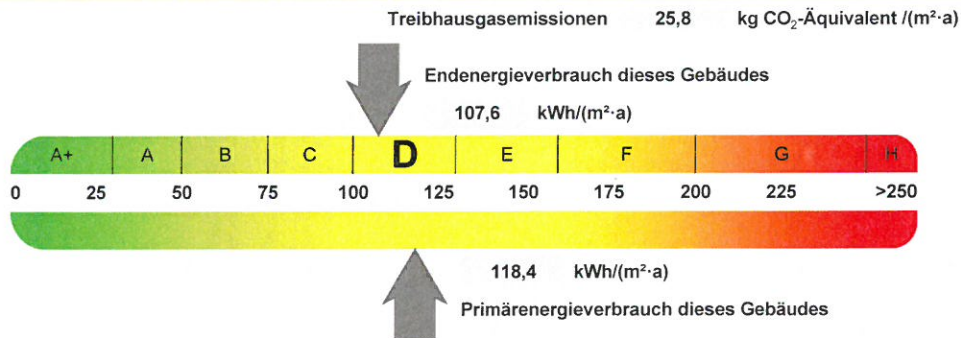 Treibhausgasemissionen 25,8 kg CO₂-Äquivalent /(m²·a)
Endenergieverbrauch dieses Gebäudes
107,6 kWh/(m²·a)
A+ A B C D E F G H
0 25 50 75 100 125 150 175 200 225 >250
118,4 kWh/(m²·a)
Primärenergieverbrauch dieses Gebäudes